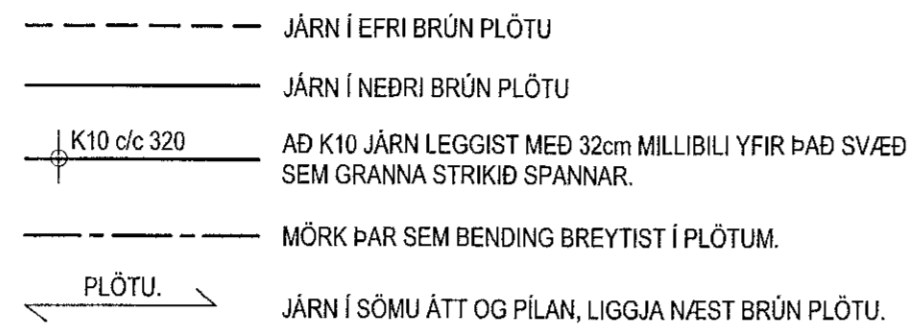 JÁRN Í EFRI BRÚN PLÖTU
JÁRN Í NEÐRI BRÚN PLÖTU
K10 c/c 320
AÐ K10 JÁRN LEGGIST MEÐ 32cm MILLIBILI YFIR ÞAÐ SVÆÐ
SEM GRANNA STRIKIÐ SPANNAR.
MÖRK ÞAR SEM BENDING BREYTIST Í PLÖTUM.
PLÖTU.
JÁRN Í SÖMU ÁTT OG PÍLAN, LIGGJA NÆST BRÚN PLÖTU.